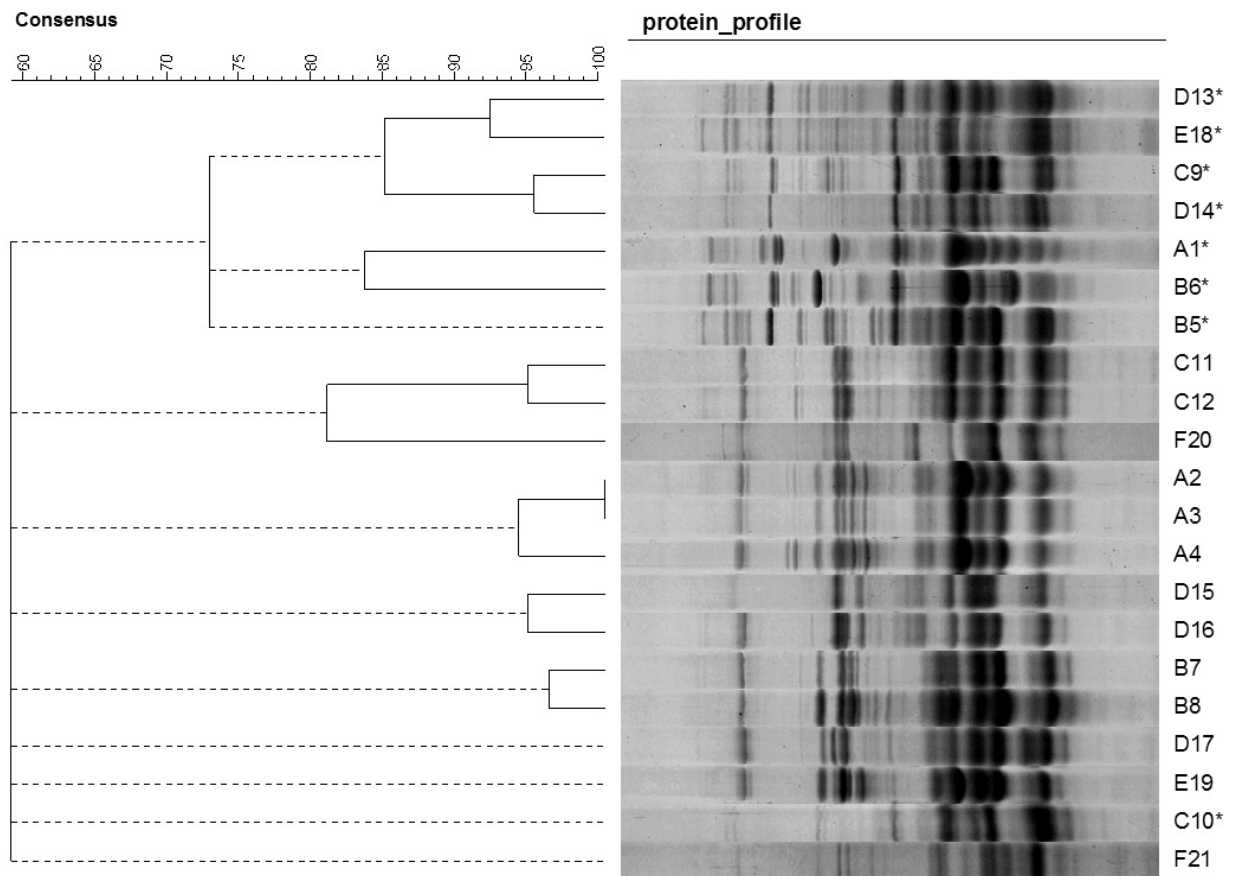 Consensus
protein_profile
60 65 70 75 80 85 90 95 100
D13*
E18*
C9*
D14*
A1*
B6*
B5*
C11
C12
F20
A2
A3
A4
D15
D16
B7
B8
D17
E19
C10*
F21